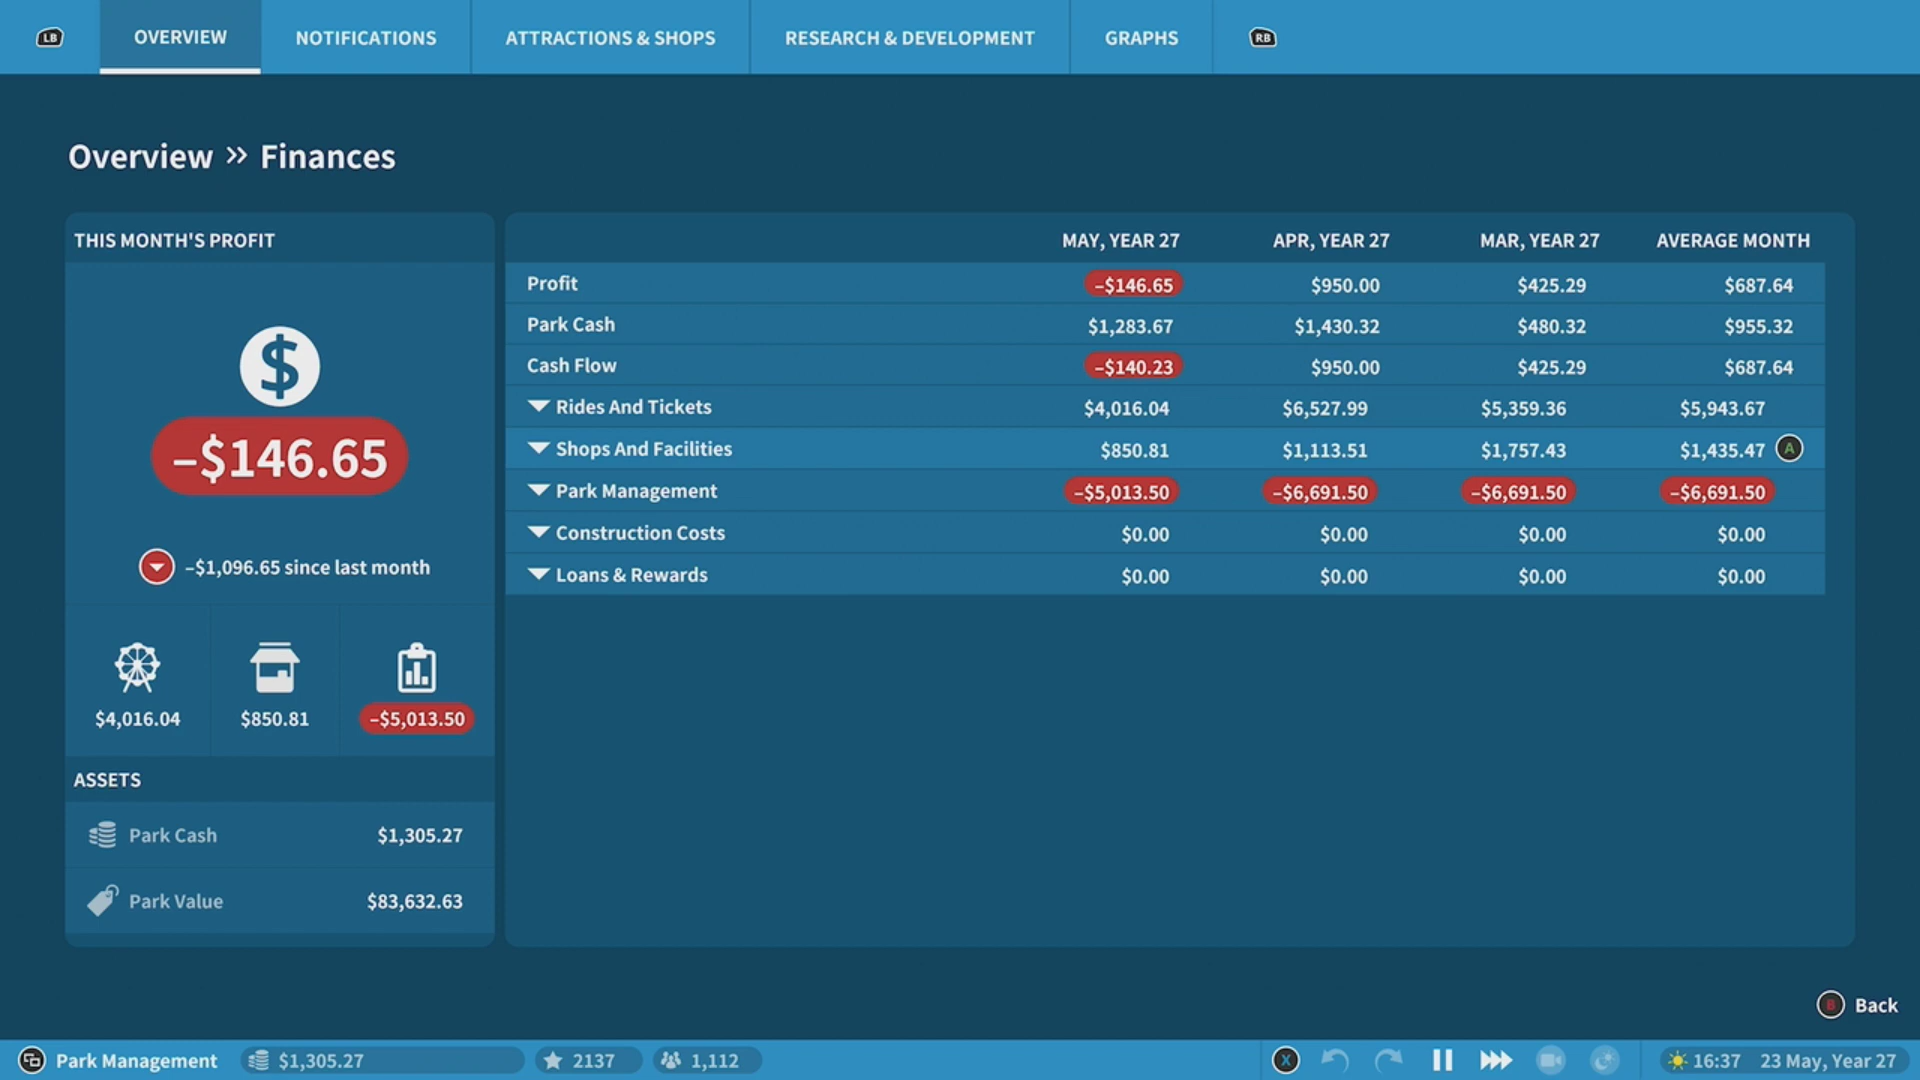 LB OVERVIEW NOTIFICATIONS ATTRACTIONS & SHOPS RESEARCH & DEVELOPMENT GRAPHS RB
Overview » Finances
THIS MONTH'S PROFIT
$
–$146.65
–$1,096.65 since last month
$4,016.04 $850.81 –$5,013.50
ASSETS
Park Cash $1,305.27
Park Value $83,632.63
MAY, YEAR 27 APR, YEAR 27 MAR, YEAR 27 AVERAGE MONTH
Profit –$146.65 $950.00 $425.29 $687.64
Park Cash $1,283.67 $1,430.32 $480.32 $955.32
Cash Flow –$140.23 $950.00 $425.29 $687.64
Rides And Tickets $4,016.04 $6,527.99 $5,359.36 $5,943.67
Shops And Facilities $850.81 $1,113.51 $1,757.43 $1,435.47 A
Park Management –$5,013.50 –$6,691.50 –$6,691.50 –$6,691.50
Construction Costs $0.00 $0.00 $0.00 $0.00
Loans & Rewards $0.00 $0.00 $0.00 $0.00
B Back
Park Management $1,305.27 2137 1,112 X 16:37 23 May, Year 27